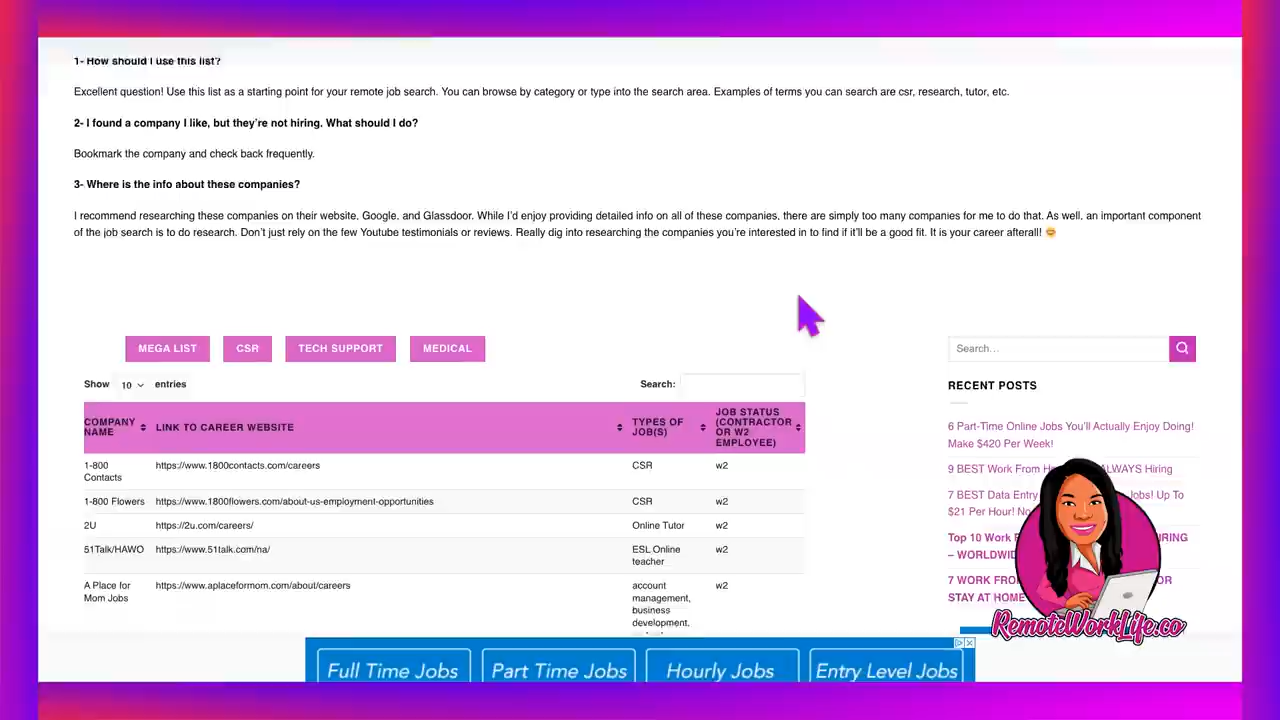 1- How should I use this list?
Excellent question! Use this list as a starting point for your remote job search. You can browse by category or type into the search area. Examples of terms you can search are csr, research, tutor, etc.
2- I found a company I like, but they're not hiring. What should I do?
Bookmark the company and check back frequently.
3- Where is the info about these companies?
I recommend researching these companies on their website, Google, and Glassdoor. While I'd enjoy providing detailed info on all of these companies, there are simply too many companies for me to do that. As well, an important component
of the job search is to do research. Don't just rely on the few Youtube testimonials or reviews. Really dig into researching the companies you're interested in to find if it'll be a good fit. It is your career afterall! 😊
MEGA LIST CSR TECH SUPPORT MEDICAL
Show 10 entries Search:
COMPANY NAME LINK TO CAREER WEBSITE TYPES OF JOB(S) JOB STATUS (CONTRACTOR OR W2 EMPLOYEE)
1-800 Contacts https://www.1800contacts.com/careers CSR w2
1-800 Flowers https://www.1800flowers.com/about-us-employment-opportunities CSR w2
2U https://2u.com/careers/ Online Tutor w2
51Talk/HAWO https://www.51talk.com/na/ ESL Online teacher w2
A Place for Mom Jobs https://www.aplaceformom.com/about/careers account management, business development, w2
Search...
RECENT POSTS
6 Part-Time Online Jobs You'll Actually Enjoy Doing!
Make $420 Per Week!
9 BEST Work From ALWAYS Hiring
7 BEST Data Entry Jobs! Up To
$21 Per Hour!
Top 10 Work
– WORLDWID
7 WORK FRO OR
STAY AT HOME
RemoteWorkLife.co
Full Time Jobs Part Time Jobs Hourly Jobs Entry Level Jobs